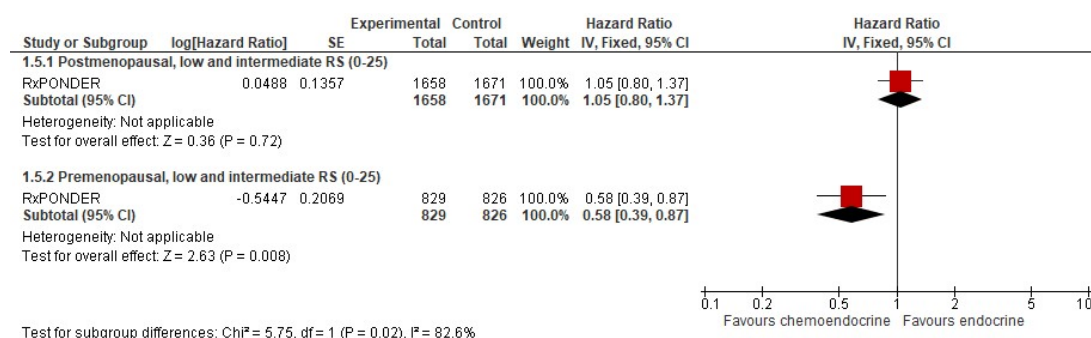 Experimental Control Hazard Ratio Hazard Ratio
Study or Subgroup log[Hazard Ratio] SE Total Total Weight IV, Fixed, 95% CI IV, Fixed, 95% CI
1.5.1 Postmenopausal, low and intermediate RS (0-25)
RxPONDER 0.0488 0.1357 1658 1671 100.0% 1.05 [0.80, 1.37]
Subtotal (95% CI) 1658 1671 100.0% 1.05 [0.80, 1.37]
Heterogeneity: Not applicable
Test for overall effect: Z = 0.36 (P = 0.72)
1.5.2 Premenopausal, low and intermediate RS (0-25)
RxPONDER -0.5447 0.2069 829 826 100.0% 0.58 [0.39, 0.87]
Subtotal (95% CI) 829 826 100.0% 0.58 [0.39, 0.87]
Heterogeneity: Not applicable
Test for overall effect: Z = 2.63 (P = 0.008)
0.1 0.2 0.5 1 2 5 10
Favours chemoendocrine Favours endocrine
Test for subgroup differences: Chi² = 5.75, df = 1 (P = 0.02), I² = 82.6%